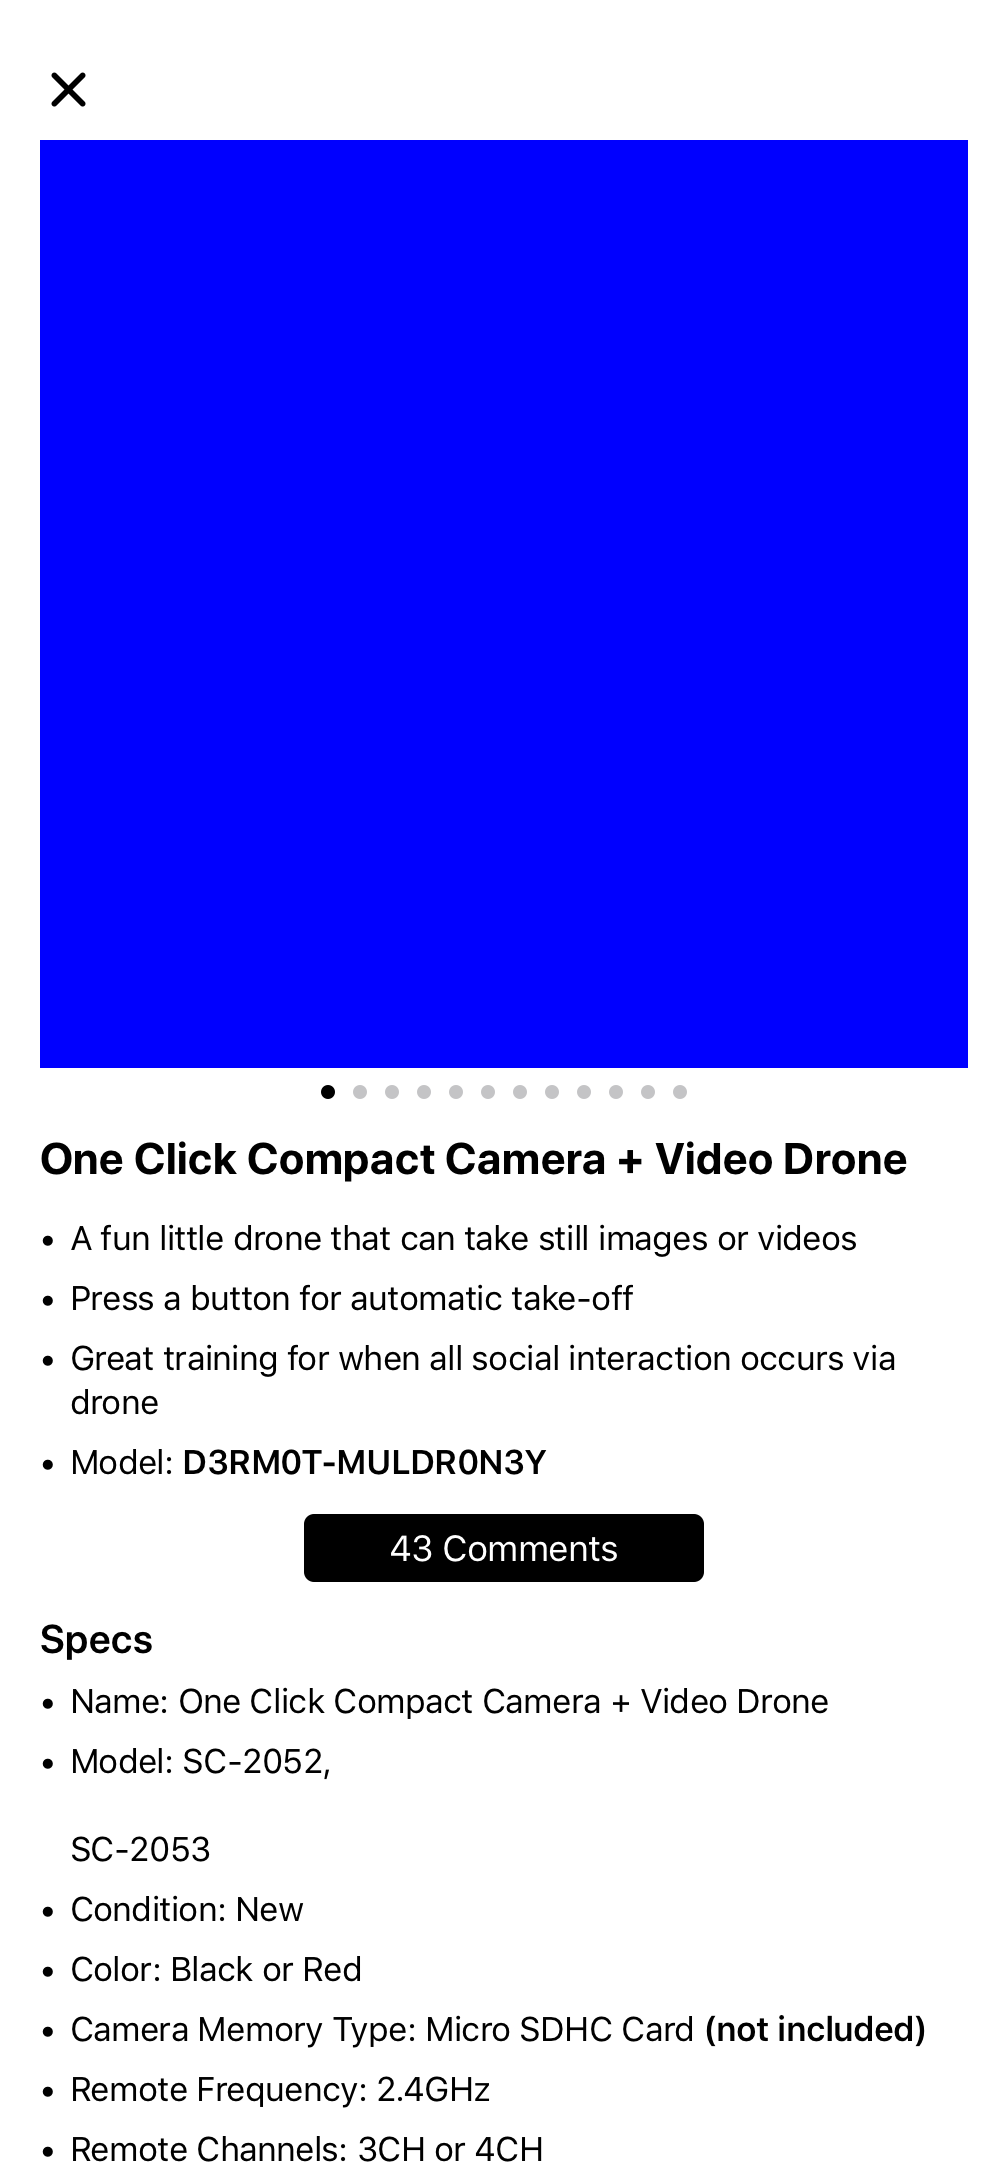 One Click Compact Camera + Video Drone
• A fun little drone that can take still images or videos
• Press a button for automatic take-off
• Great training for when all social interaction occurs via
drone
• Model: D3RM0T-MULDR0N3Y
43 Comments
Specs
• Name: One Click Compact Camera + Video Drone
• Model: SC-2052,
SC-2053
• Condition: New
• Color: Black or Red
• Camera Memory Type: Micro SDHC Card (not included)
• Remote Frequency: 2.4GHz
• Remote Channels: 3CH or 4CH